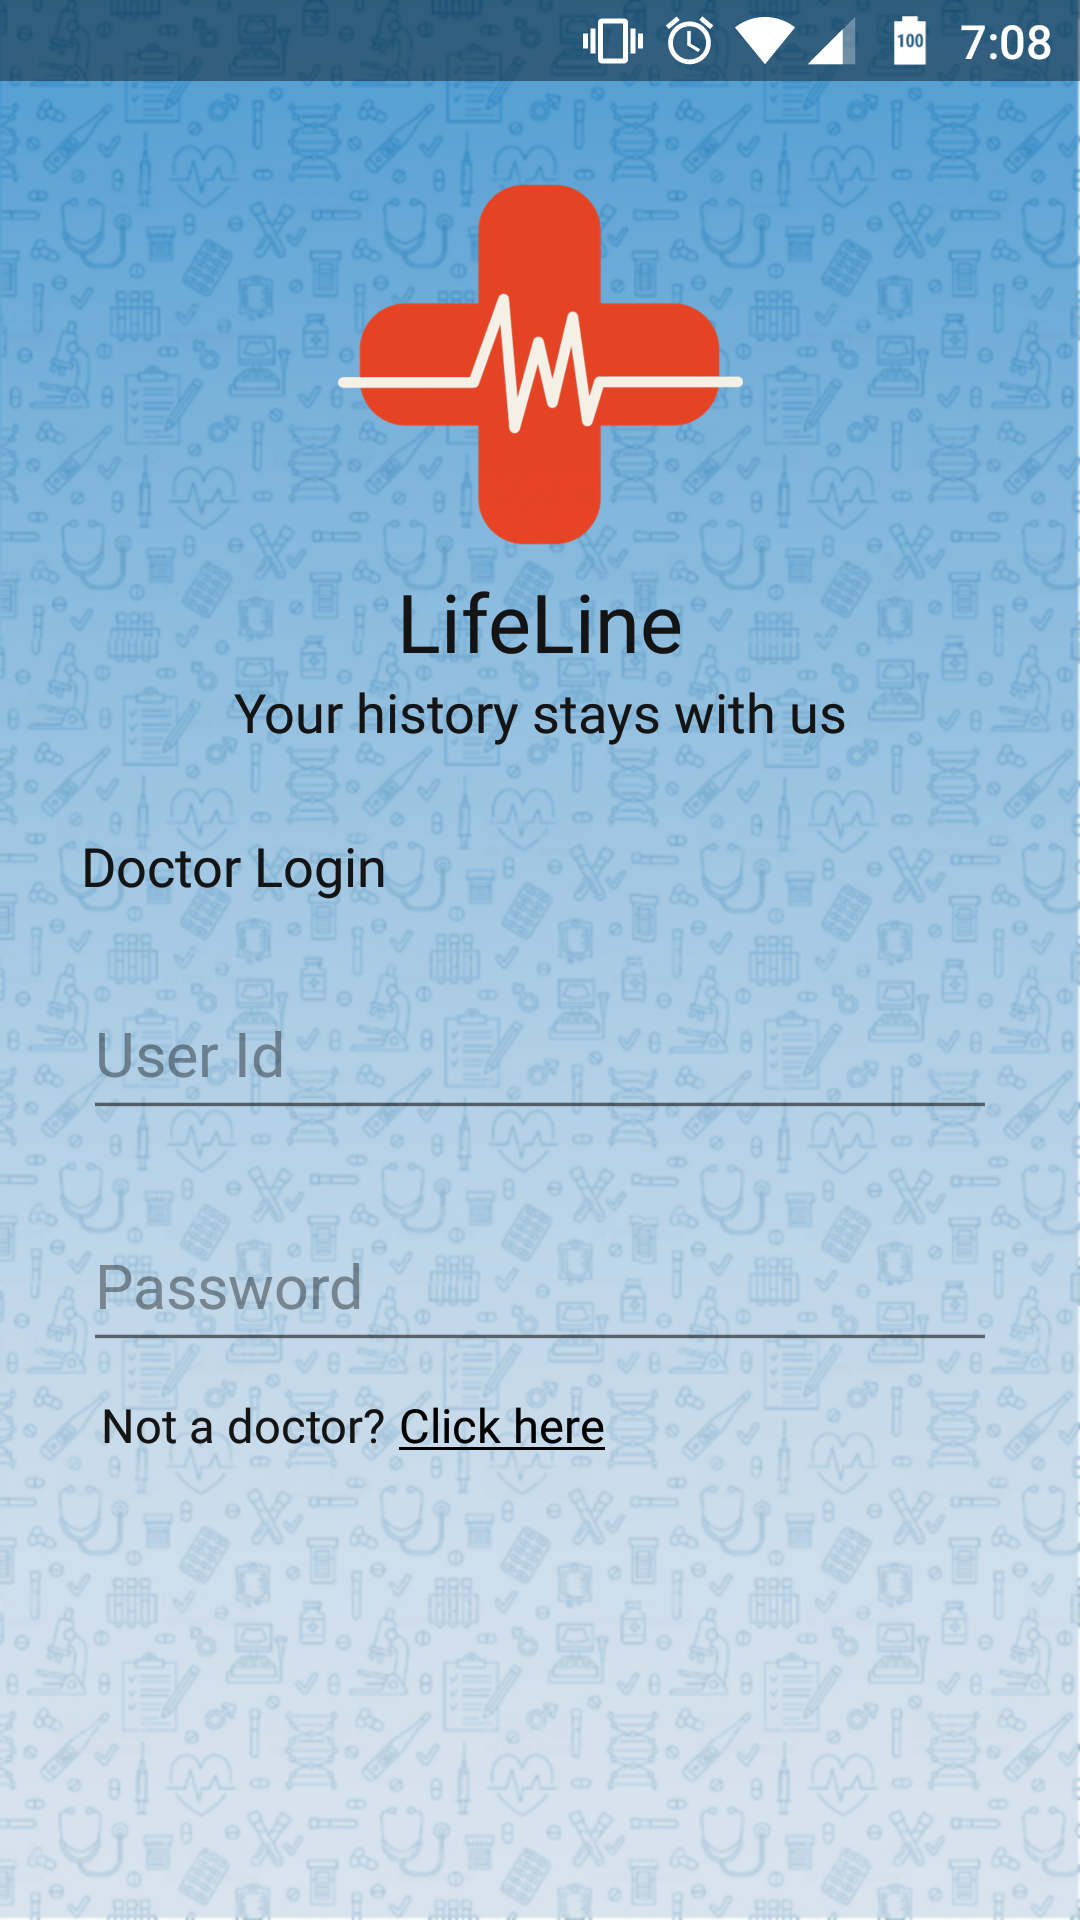 100 7:08
LifeLine
Your history stays with us
Doctor Login
User Id
Password
Not a doctor? Click here